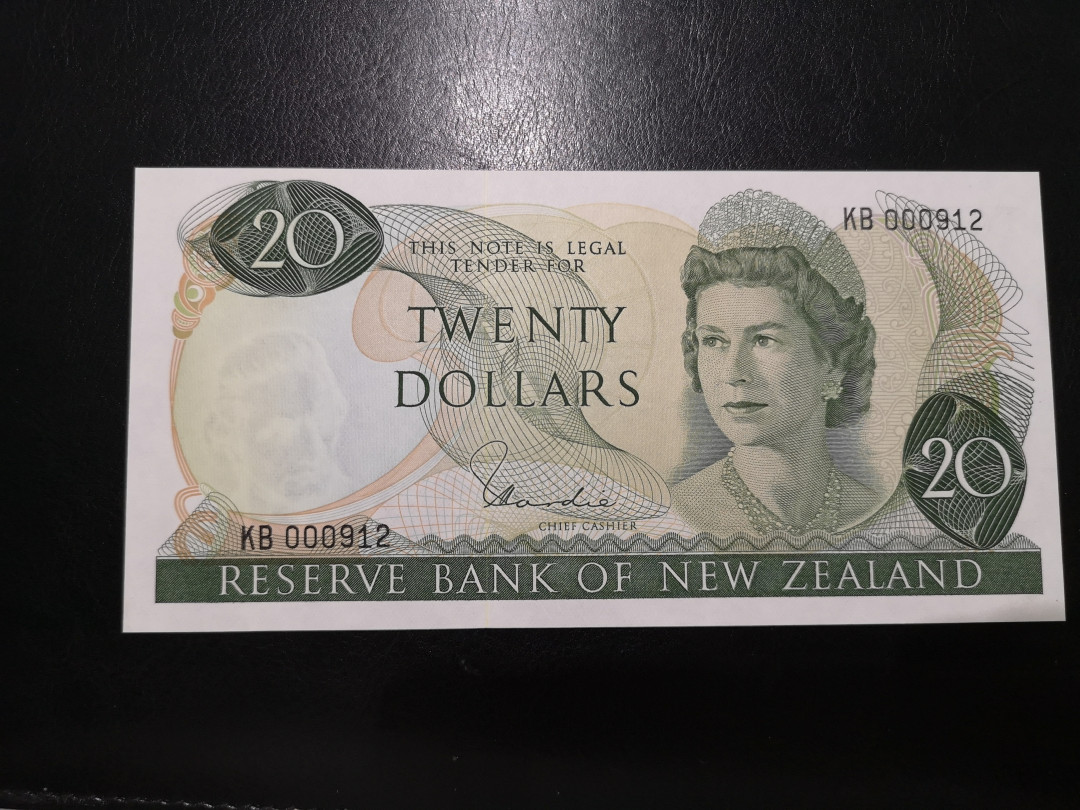 20
THIS NOTE IS LEGAL
TENDER FOR
TWENTY
DOLLARS
KB 000912
Hardie
CHIEF CASHIER
20
KB 000912
RESERVE BANK OF NEW ZEALAND